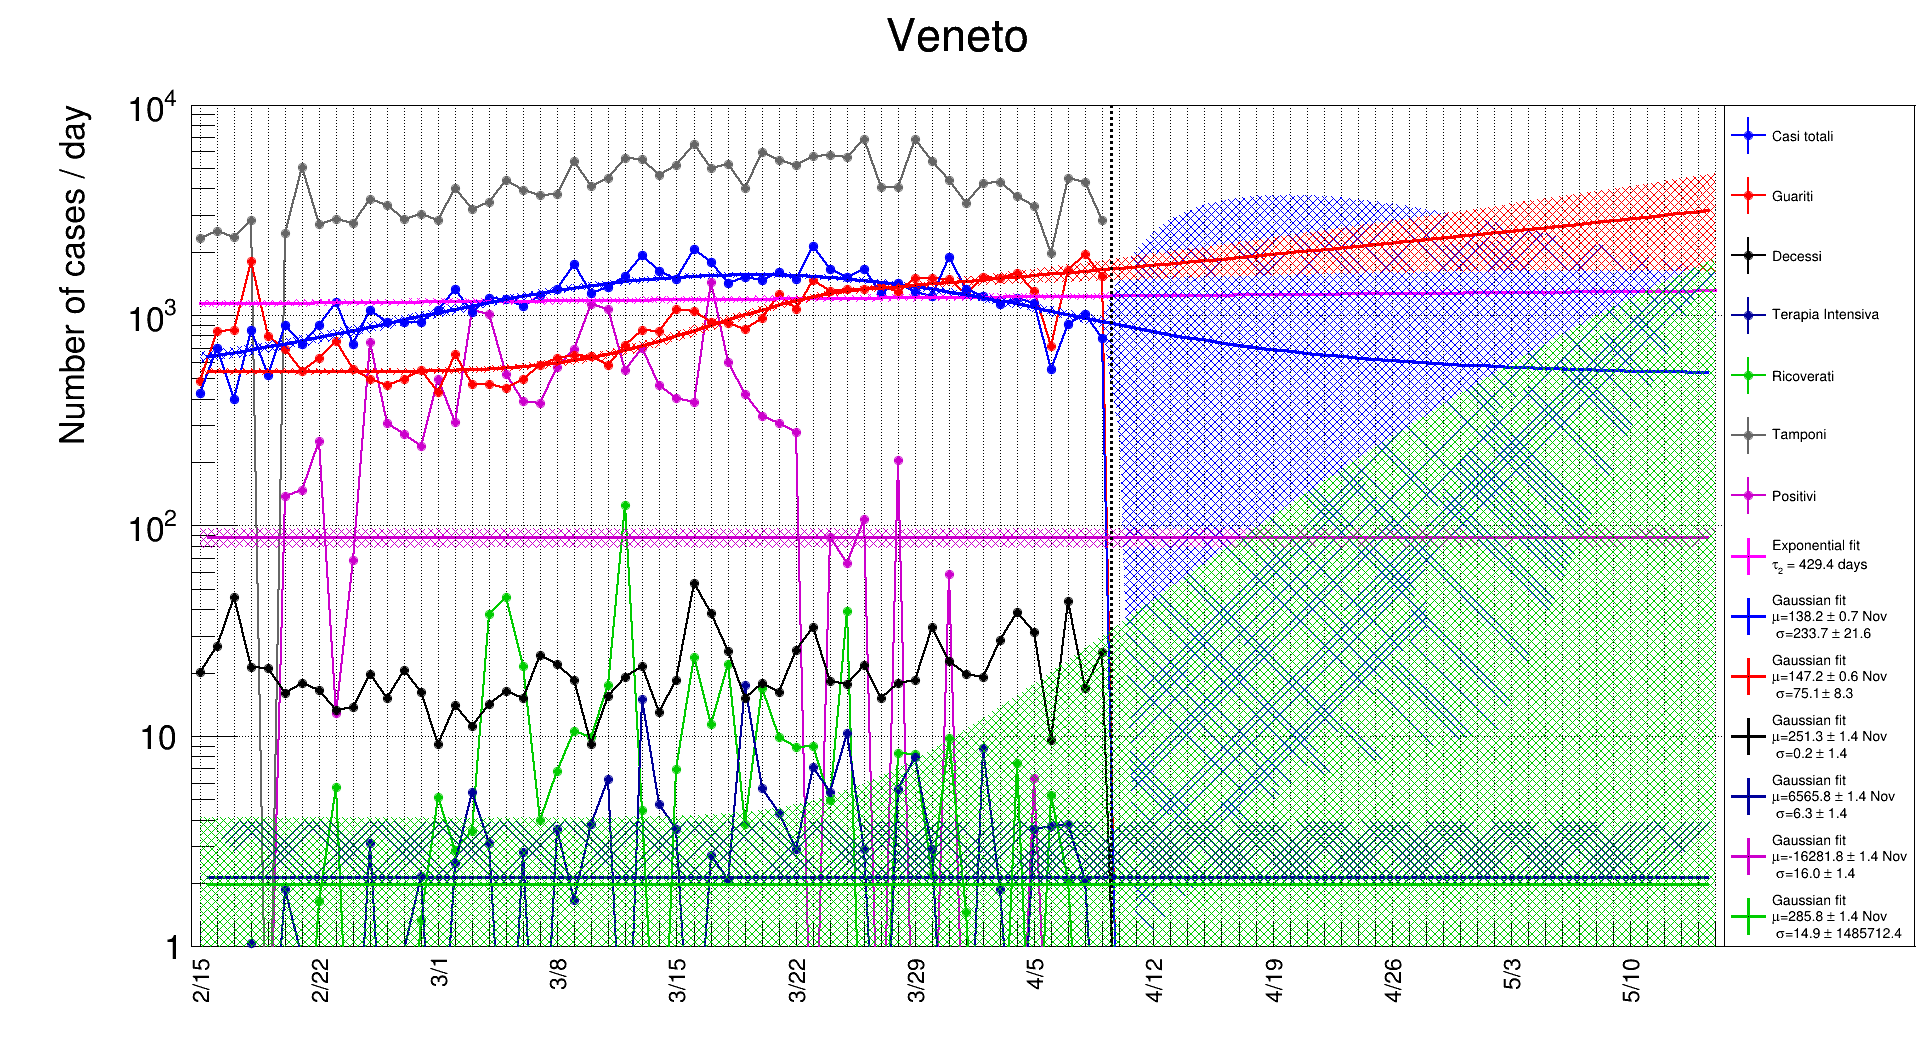 Veneto
Number of cases / day
10^4
10^3
10^2
10
1
2/15
2/22
3/1
3/8
3/15
3/22
3/29
4/5
4/12
4/19
4/26
5/3
5/10
Casi totali
Guariti
Decessi
Terapia Intensiva
Ricoverati
Tamponi
Positivi
Exponential fit
τ₂ = 429.4 days
Gaussian fit
μ=138.2 ± 0.7 Nov
σ=233.7 ± 21.6
Gaussian fit
μ=147.2 ± 0.6 Nov
σ=75.1 ± 8.3
Gaussian fit
μ=251.3 ± 1.4 Nov
σ=0.2 ± 1.4
Gaussian fit
μ=6565.8 ± 1.4 Nov
σ=6.3 ± 1.4
Gaussian fit
μ=-16281.8 ± 1.4 Nov
σ=16.0 ± 1.4
Gaussian fit
μ=285.8 ± 1.4 Nov
σ=14.9 ± 1485712.4